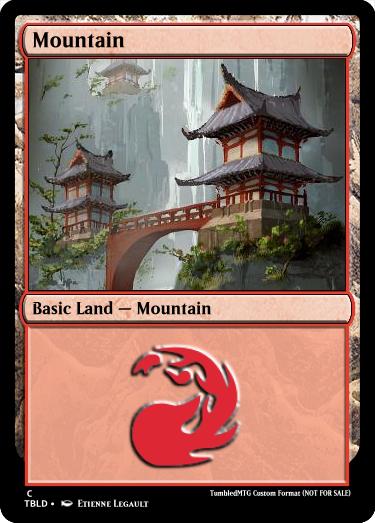 Mountain
Basic Land — Mountain
C
TBLD • Etienne Legault
TumbledMTG Custom Format (NOT FOR SALE)